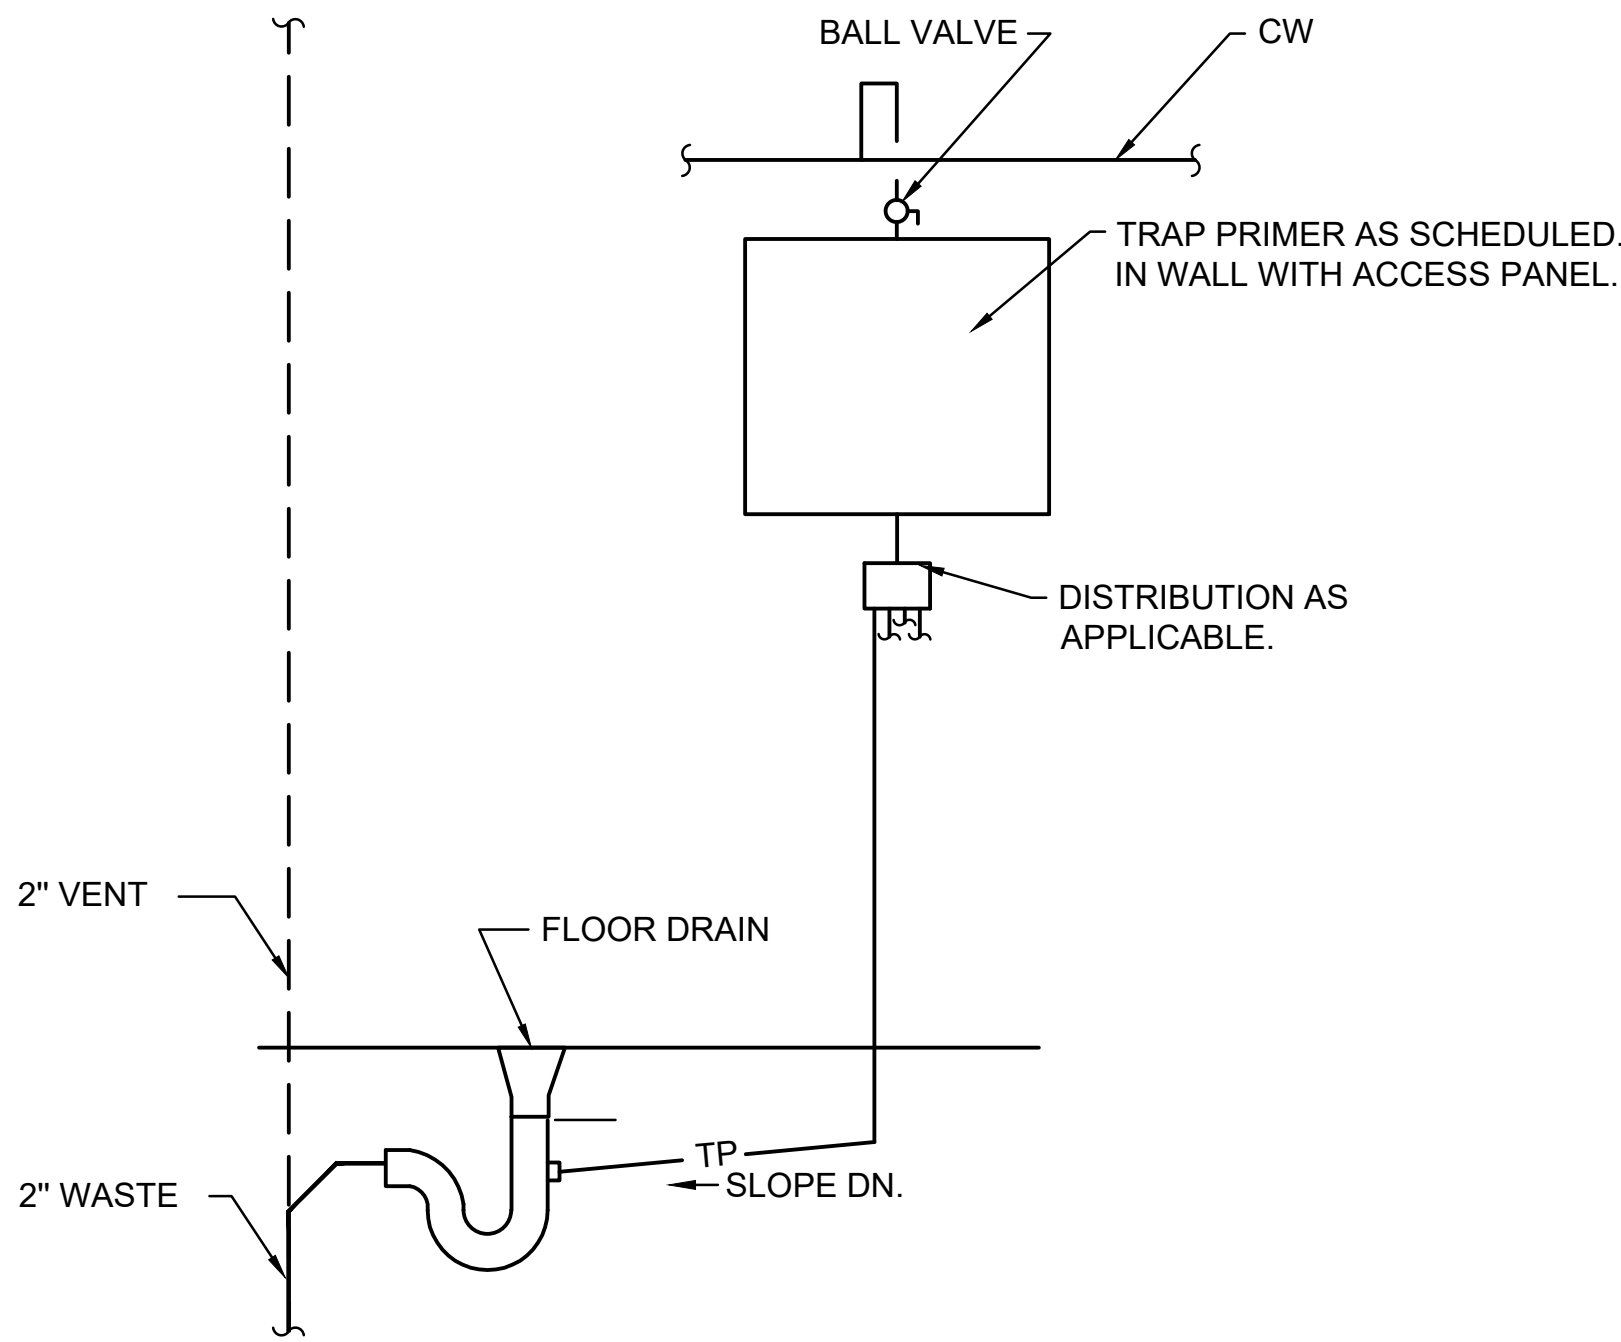 BALL VALVE
CW
TRAP PRIMER AS SCHEDULED.
IN WALL WITH ACCESS PANEL.
DISTRIBUTION AS
APPLICABLE.
2" VENT
FLOOR DRAIN
TP
SLOPE DN.
2" WASTE